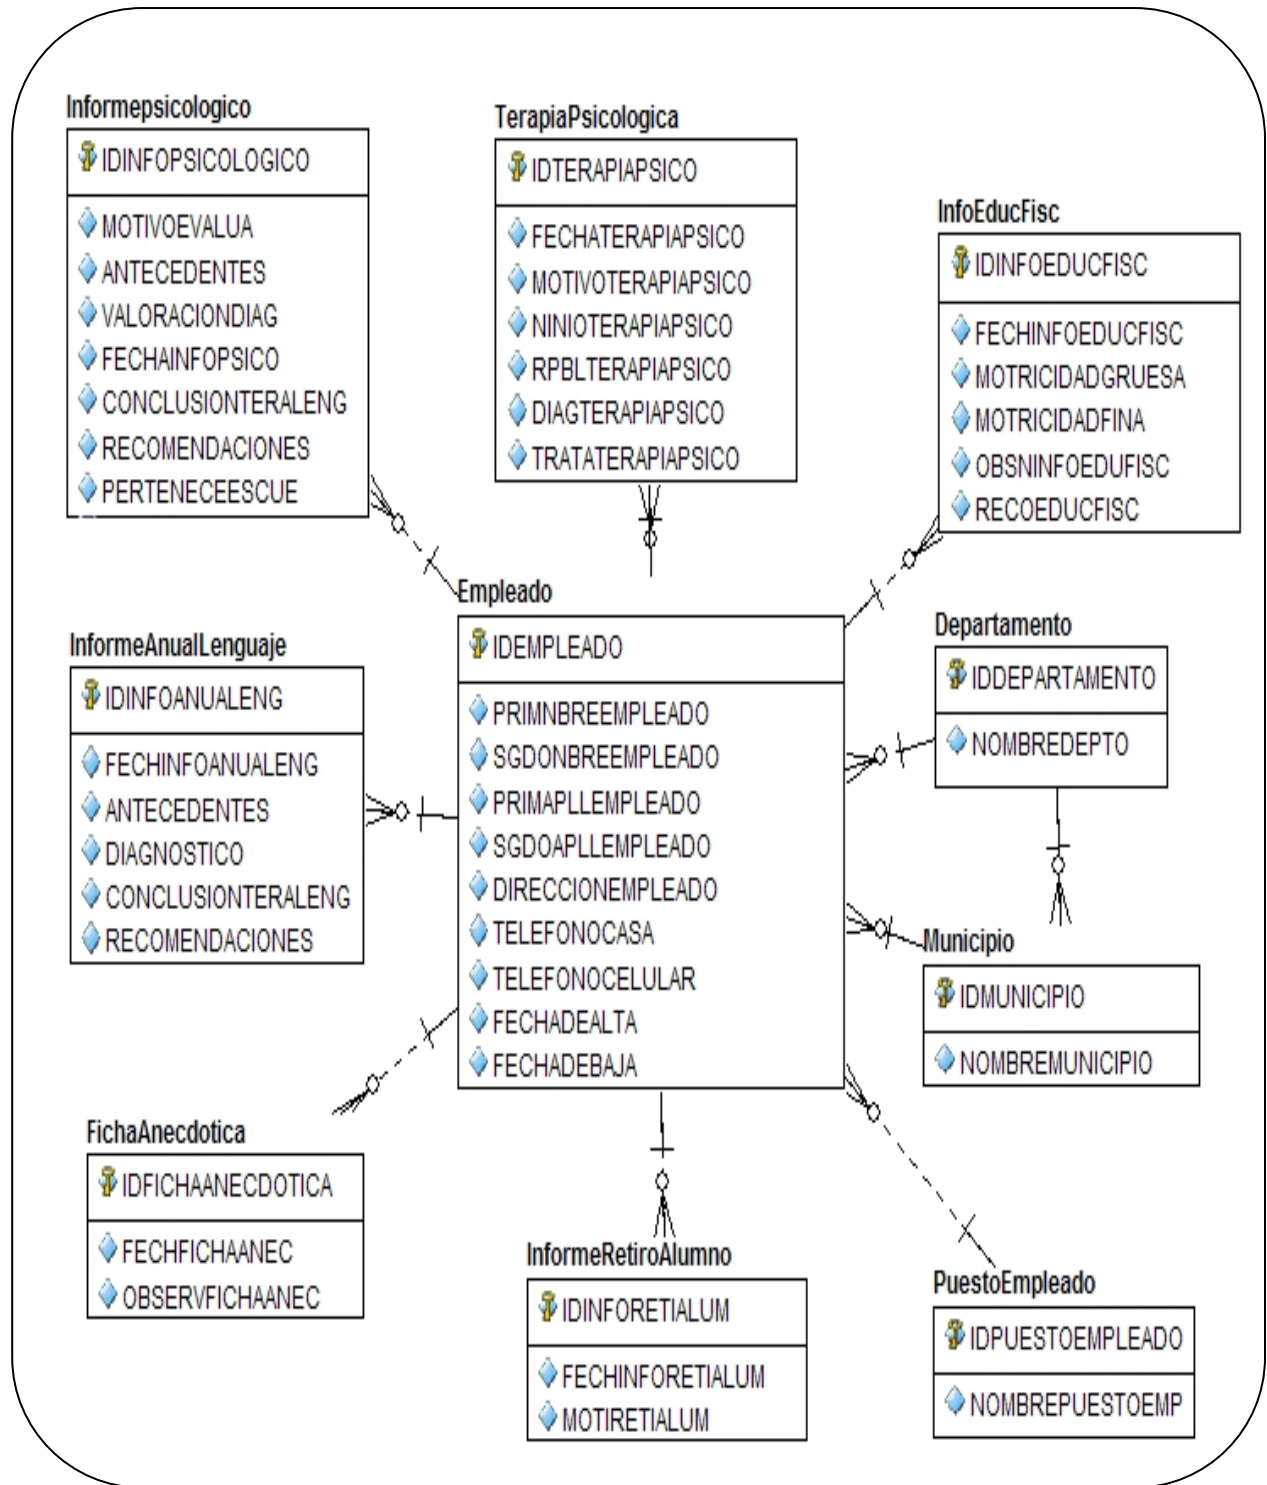 Informepsicologico
IDINFOPSICOLOGICO
MOTIVOEVALUA
ANTECEDENTES
VALORACIONDIAG
FECHAINFOPSICO
CONCLUSIONTERALENG
RECOMENDACIONES
PERTENECEESCUE
TerapiaPsicologica
IDTERAPIAPSICO
FECHATERAPIAPSICO
MOTIVOTERAPIAPSICO
NINIOTERAPIAPSICO
RPBLTERAPIAPSICO
DIAGTERAPIAPSICO
TRATATERAPIAPSICO
InfoEducFisc
IDINFOEDUCFISC
FECHINFOEDUCFISC
MOTRICIDADGRUESA
MOTRICIDADFINA
OBSNINFOEDUFISC
RECOEDUCFISC
InformeAnualLenguaje
IDINFOANUALENG
FECHINFOANUALENG
ANTECEDENTES
DIAGNOSTICO
CONCLUSIONTERALENG
RECOMENDACIONES
Empleado
IDEMPLEADO
PRIMNBREEMPLEADO
SGDONBREEMPLEADO
PRIMAPLLEMPLEADO
SGDOAPLLEMPLEADO
DIRECCIONEMPLEADO
TELEFONOCASA
TELEFONOCELULAR
FECHADEALTA
FECHADEBAJA
Departamento
IDDEPARTAMENTO
NOMBREDEPTO
Municipio
IDMUNICIPIO
NOMBREMUNICIPIO
FichaAnecdotica
IDFICHAANECDOTICA
FECHFICHAANEC
OBSERVFICHAANEC
InformeRetiroAlumno
IDINFORETIALUM
FECHINFORETIALUM
MOTIRETIALUM
PuestoEmpleado
IDPUESTOEMPLEADO
NOMBREPUESTOEMP